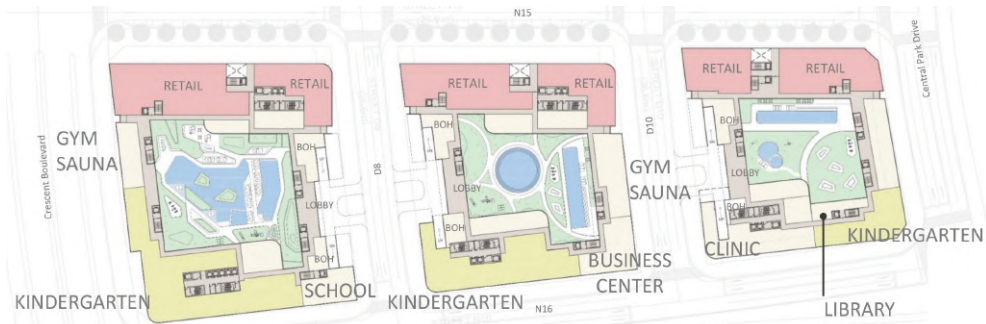 N15
RETAIL
RETAIL
RETAIL
RETAIL
RETAIL
RETAIL
Crescent Boulevard
GYM
SAUNA
BOH
LOBBY
BOH
KINDERGARTEN
SCHOOL
D8
BOH
LOBBY
BOH
GYM
SAUNA
KINDERGARTEN
BUSINESS
CENTER
N16
D10
BOH
LOBBY
BOH
CLINIC
KINDERGARTEN
LIBRARY
Central Park Drive